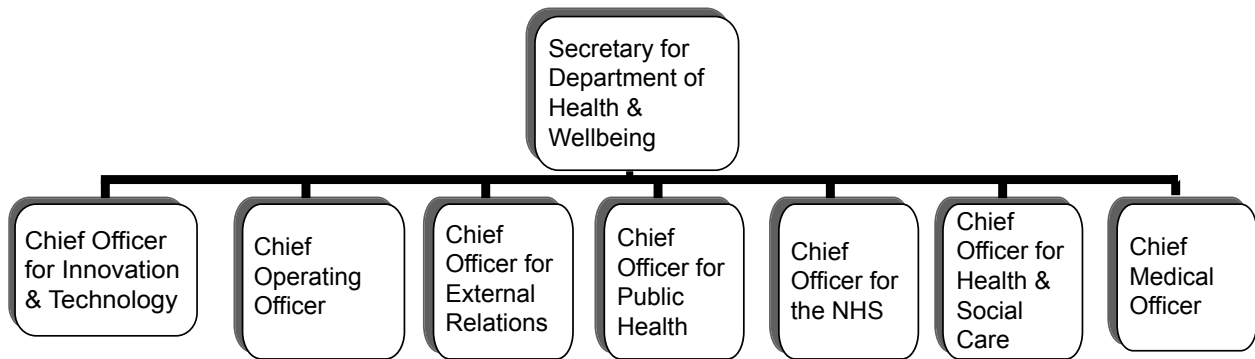 Secretary for
Department of
Health &
Wellbeing
Chief Officer
for Innovation
& Technology
Chief
Operating
Officer
Chief
Officer for
External
Relations
Chief
Officer for
Public
Health
Chief
Officer for
the NHS
Chief
Officer for
Health &
Social
Care
Chief
Medical
Officer